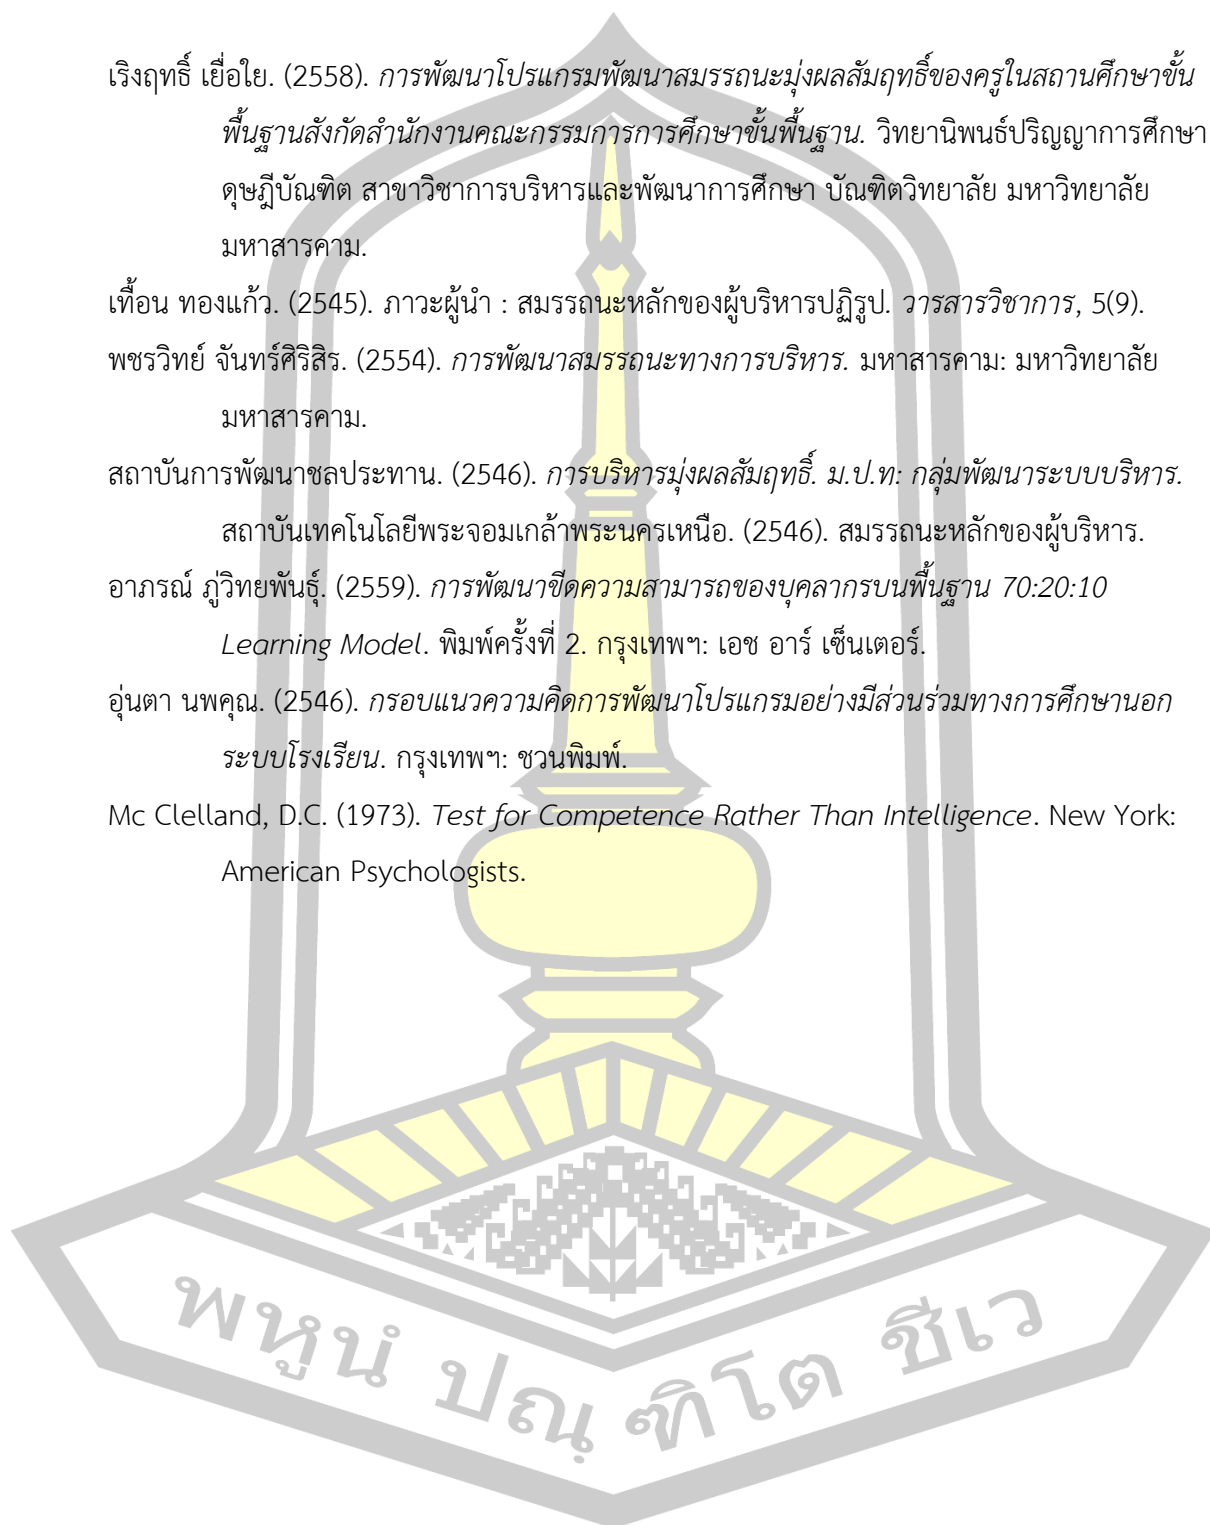 เริงฤทธิ์ เยื่อใย. (2558). การพัฒนาโปรแกรมพัฒนาสมรรถนะมุ่งผลสัมฤทธิ์ของครูในสถานศึกษาขั้น
พื้นฐานสังกัดสำนักงานคณะกรรมการการศึกษาขั้นพื้นฐาน. วิทยานิพนธ์ปริญญาการศึกษา
ดุษฎีบัณฑิต สาขาวิชาการบริหารและพัฒนาการศึกษา บัณฑิตวิทยาลัย มหาวิทยาลัย
มหาสารคาม.
เทื้อน ทองแก้ว. (2545). ภาวะผู้นำ : สมรรถนะหลักของผู้บริหารปฏิรูป. วารสารวิชาการ, 5(9).
พชรวิทย์ จันทร์ศิริสิร. (2554). การพัฒนาสมรรถนะทางการบริหาร. มหาสารคาม: มหาวิทยาลัย
มหาสารคาม.
สถาบันการพัฒนาชลประทาน. (2546). การบริหารมุ่งผลสัมฤทธิ์. ม.ป.ท: กลุ่มพัฒนาระบบบริหาร.
สถาบันเทคโนโลยีพระจอมเกล้าพระนครเหนือ. (2546). สมรรถนะหลักของผู้บริหาร.
อาภรณ์ ภู่วิทยพันธุ์. (2559). การพัฒนาขีดความสามารถของบุคลากรบนพื้นฐาน 70:20:10
Learning Model. พิมพ์ครั้งที่ 2. กรุงเทพฯ: เอช อาร์ เซ็นเตอร์.
อุ่นตา นพคุณ. (2546). กรอบแนวความคิดการพัฒนาโปรแกรมอย่างมีส่วนร่วมทางการศึกษานอก
ระบบโรงเรียน. กรุงเทพฯ: ชวนพิมพ์.
Mc Clelland, D.C. (1973). Test for Competence Rather Than Intelligence. New York:
American Psychologists.
พหูนํ ปณฺฑิโต ชีเว